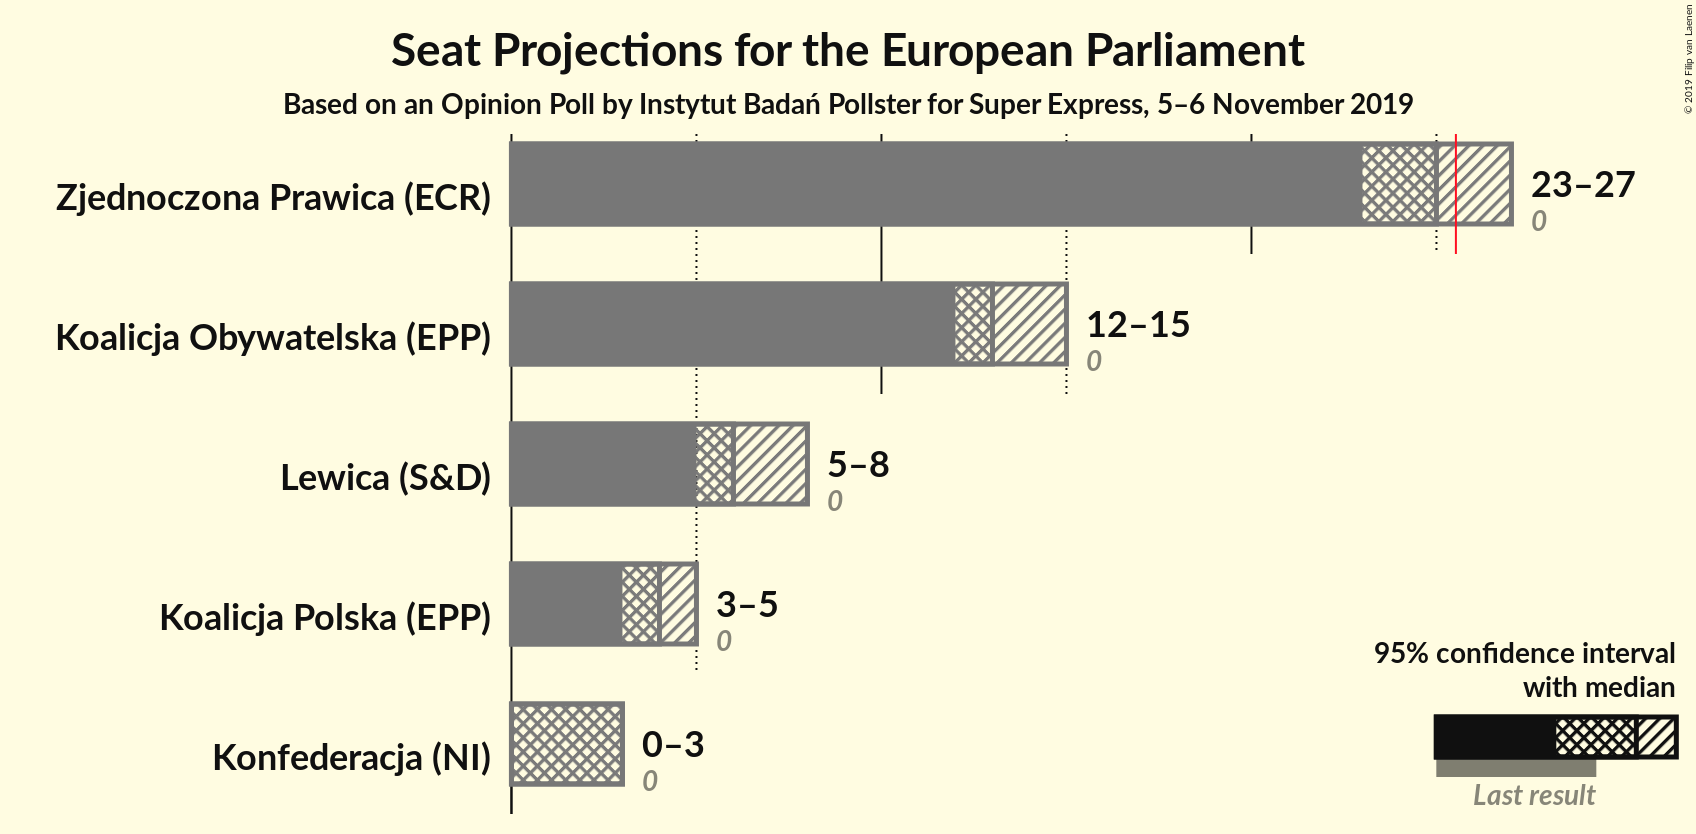 Seat Projections for the European Parliament
Based on an Opinion Poll by Instytut Badań Pollster for Super Express, 5–6 November 2019
© 2019 Filip van Laenen
Zjednoczona Prawica (ECR)
23–27
0
Koalicja Obywatelska (EPP)
12–15
0
Lewica (S&D)
5–8
0
Koalicja Polska (EPP)
3–5
0
Konfederacja (NI)
0–3
0
95% confidence interval
with median
Last result